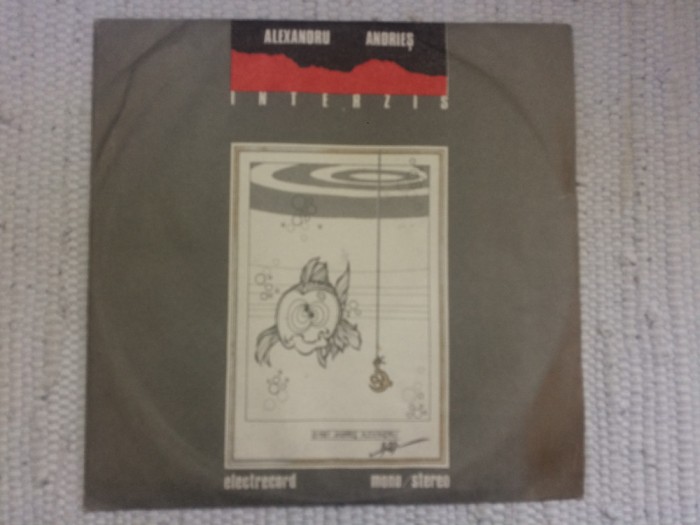 ALEXANDRU ANDRIEȘ
INTERZIS
electrecord mono/stereo